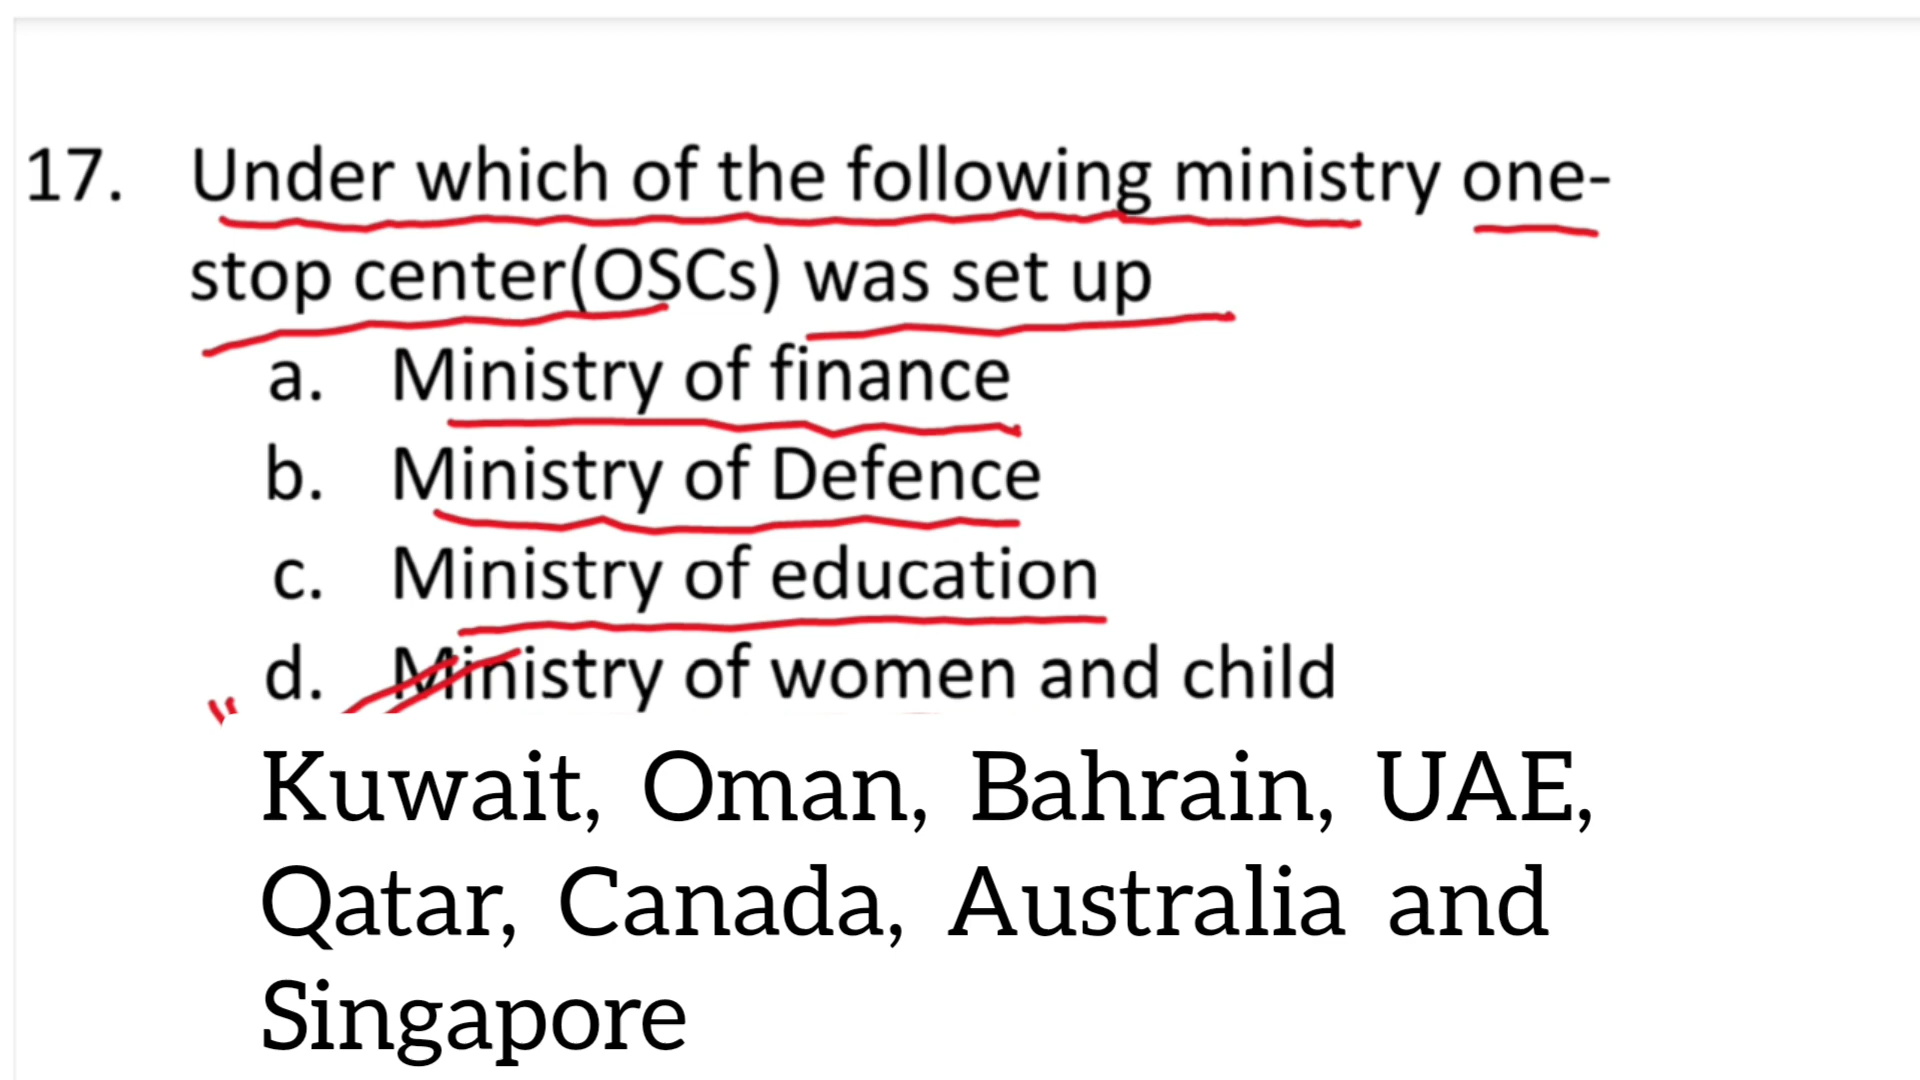 17. Under which of the following ministry one-
stop center(OSCs) was set up
a. Ministry of finance
b. Ministry of Defence
c. Ministry of education
d. Ministry of women and child
Kuwait, Oman, Bahrain, UAE,
Qatar, Canada, Australia and
Singapore